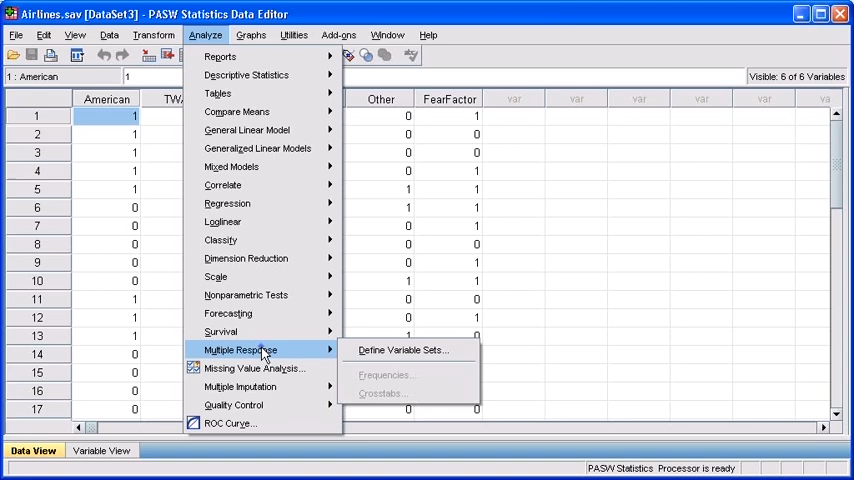 Airlines.sav [DataSet3] - PASW Statistics Data Editor
File Edit View Data Transform Analyze Graphs Utilities Add-ons Window Help
1 : American 1 Visible: 6 of 6 Variables
American TWA Other FearFactor var var var var va
1 1 0 1
2 1 0 0
3 1 0 0
4 1 0 1
5 1 1 1
6 0 1 1
7 0 0 1
8 0 0 0
9 0 0 1
10 0 1 1
11 1 0 0
12 1 0 1
13 1 1 0
14 0
15 0
16 0
17 0 0 0
Reports
Descriptive Statistics
Tables
Compare Means
General Linear Model
Generalized Linear Models
Mixed Models
Correlate
Regression
Loglinear
Classify
Dimension Reduction
Scale
Nonparametric Tests
Forecasting
Survival
Multiple Response
Missing Value Analysis...
Multiple Imputation
Quality Control
ROC Curve...
Define Variable Sets...
Frequencies...
Crosstabs...
Data View Variable View
PASW Statistics Processor is ready